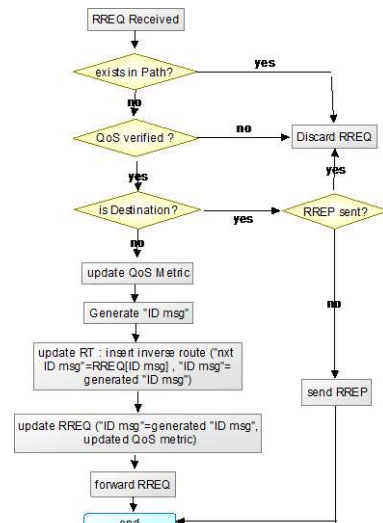 RREQ Received
exists in Path?
yes
no
QoS verified ?
no
Discard RREQ
yes
yes
is Destination?
yes
RREP sent?
no
update QoS Metric
Generate "ID msg"
no
update RT : insert inverse route ("nxt
ID msg"=RREQ[ID msg] , "ID msg"=
generated "ID msg")
send RREP
update RREQ ("ID msg"=generated "ID msg",
updated QoS metric)
forward RREQ
end